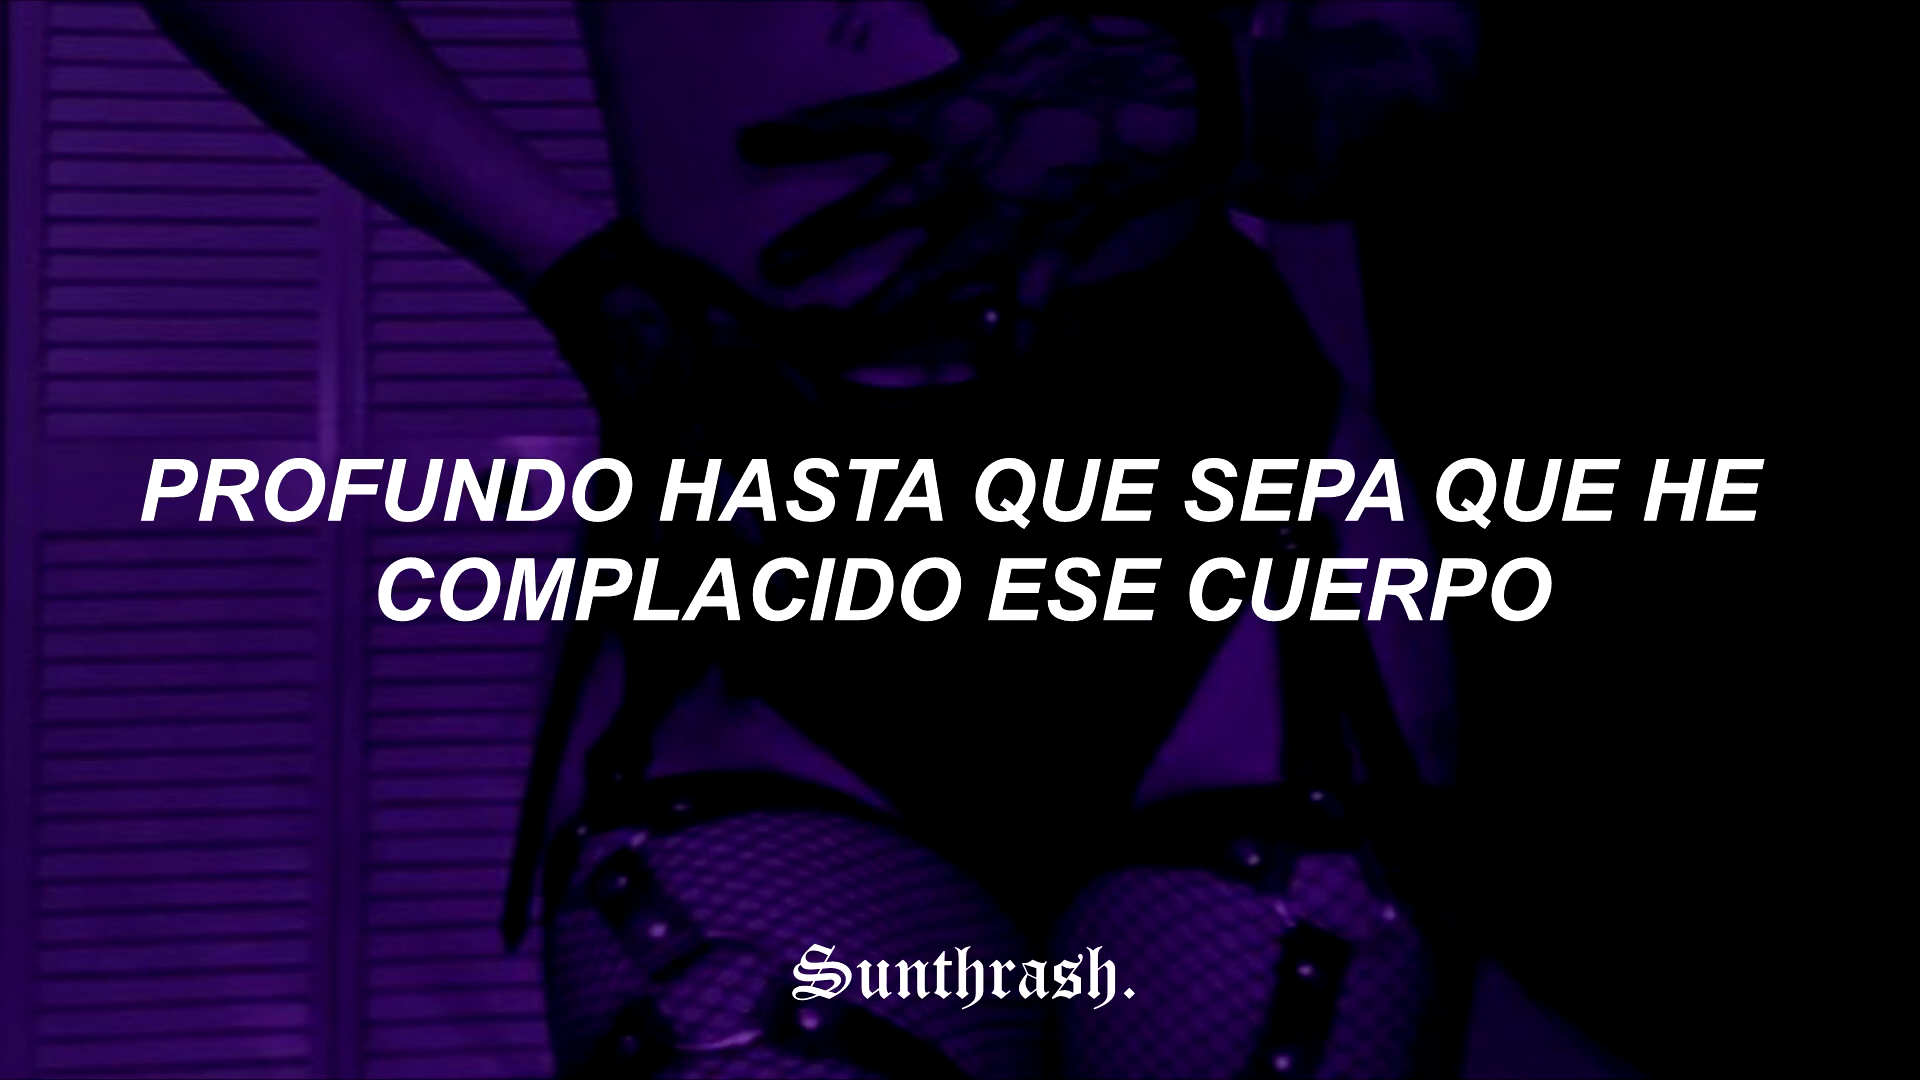 PROFUNDO HASTA QUE SEPA QUE HE
COMPLACIDO ESE CUERPO
Sunthrash.